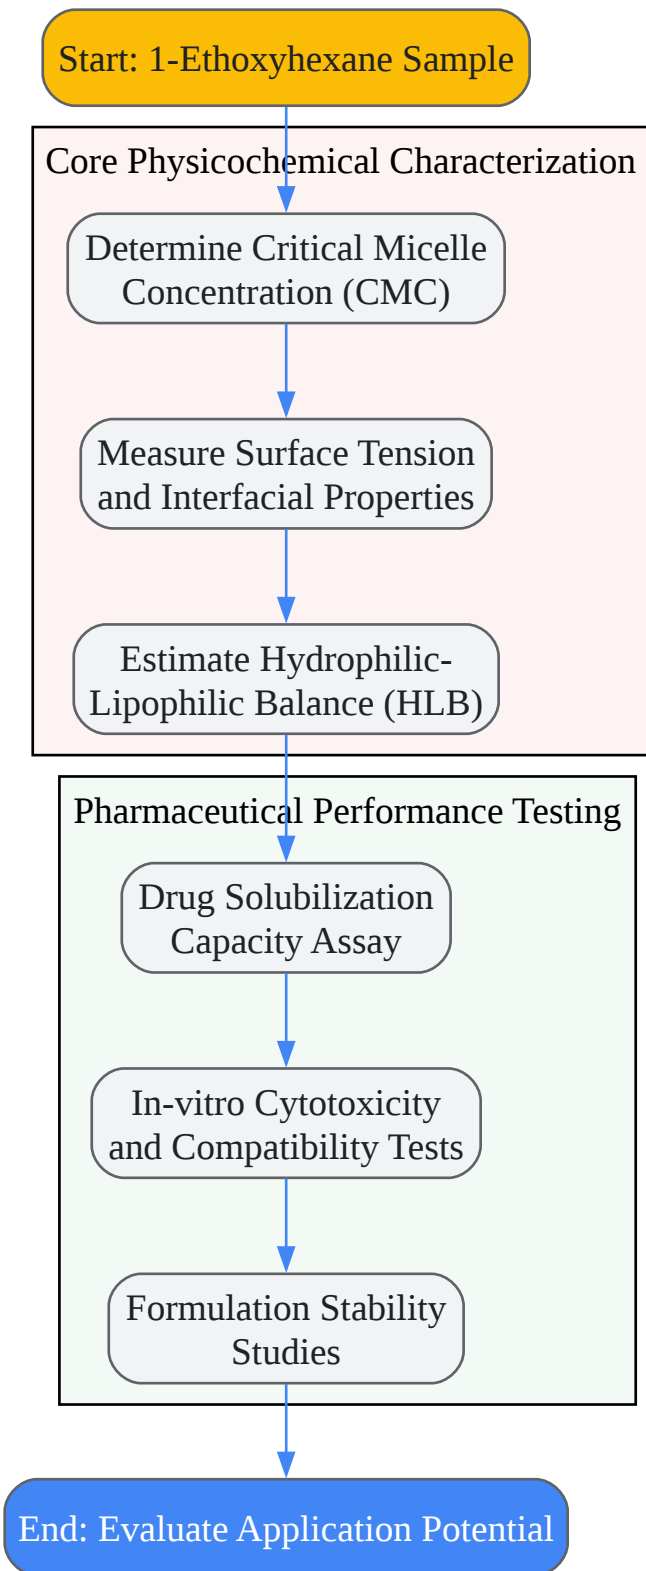 Start: 1-Ethoxyhexane Sample
Core Physicochemical Characterization
Determine Critical Micelle
Concentration (CMC)
Measure Surface Tension
and Interfacial Properties
Estimate Hydrophilic-
Lipophilic Balance (HLB)
Pharmaceutical Performance Testing
Drug Solubilization
Capacity Assay
In-vitro Cytotoxicity
and Compatibility Tests
Formulation Stability
Studies
End: Evaluate Application Potential